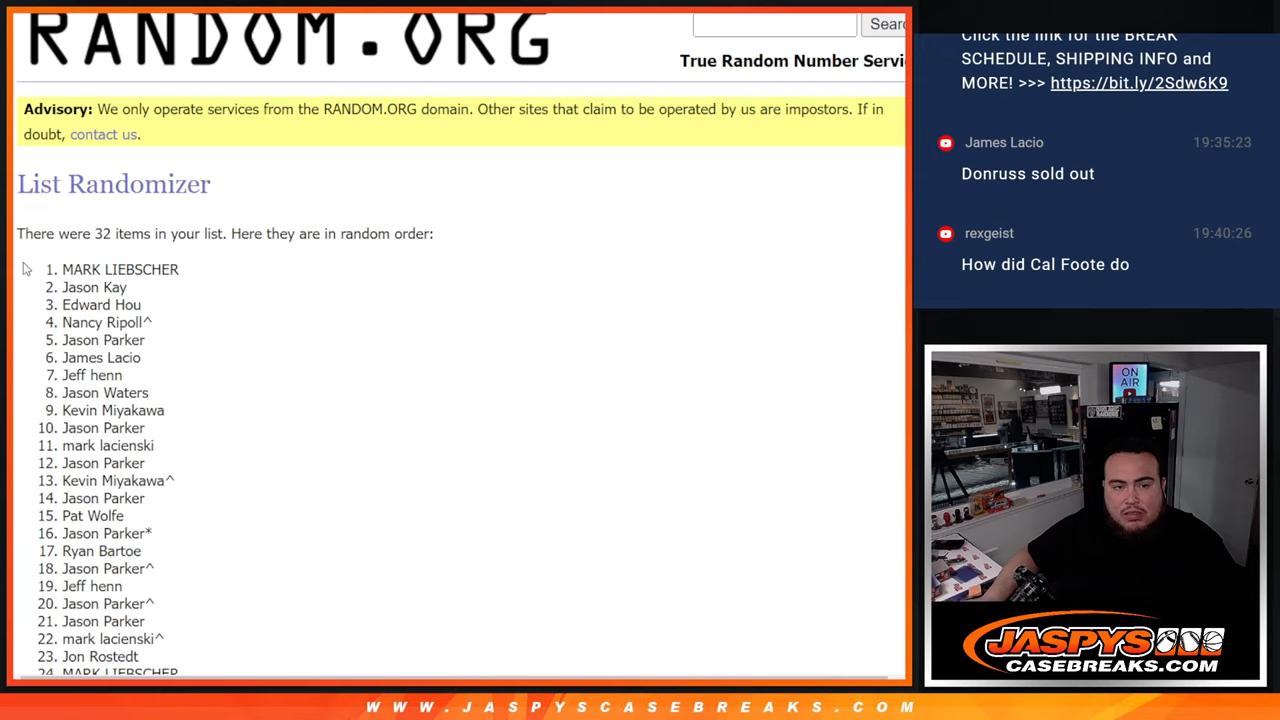 RANDOM.ORG
Searc
True Random Number Servi
Advisory: We only operate services from the RANDOM.ORG domain. Other sites that claim to be operated by us are impostors. If in
doubt, contact us.
List Randomizer
There were 32 items in your list. Here they are in random order:
1. MARK LIEBSCHER
2. Jason Kay
3. Edward Hou
4. Nancy Ripoll^
5. Jason Parker
6. James Lacio
7. Jeff henn
8. Jason Waters
9. Kevin Miyakawa
10. Jason Parker
11. mark lacienski
12. Jason Parker
13. Kevin Miyakawa^
14. Jason Parker
15. Pat Wolfe
16. Jason Parker*
17. Ryan Bartoe
18. Jason Parker^
19. Jeff henn
20. Jason Parker^
21. Jason Parker
22. mark lacienski^
23. Jon Rostedt
24. MARK LIEBSCHER
Click the link for the BREAK
SCHEDULE, SHIPPING INFO and
MORE! >>> https://bit.ly/2Sdw6K9
James Lacio 19:35:23
Donruss sold out
rexgeist 19:40:26
How did Cal Foote do
ON
AIR
JASPYS
CASEBREAKS.COM
WWW.JASPYSCASEBREAKS.COM